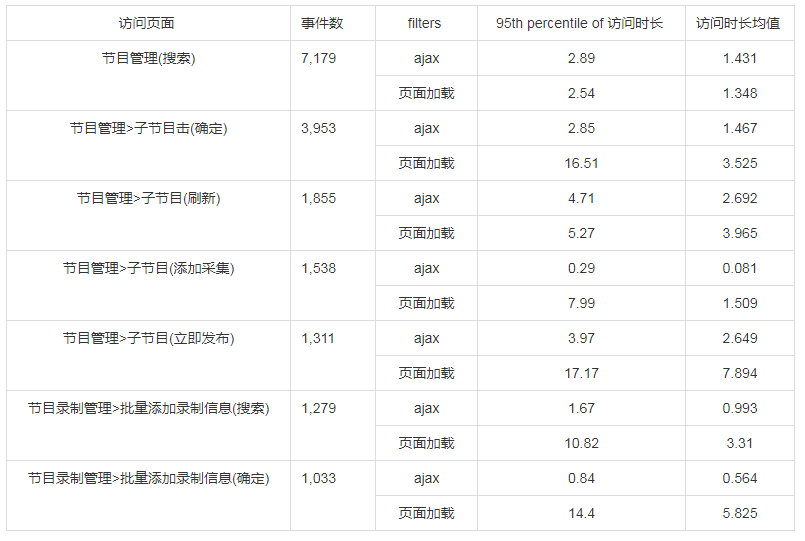 访问页面 事件数 filters 95th percentile of 访问时长 访问时长均值
节目管理(搜索) 7,179 ajax 2.89 1.431
页面加载 2.54 1.348
节目管理>子节目击(确定) 3,953 ajax 2.85 1.467
页面加载 16.51 3.525
节目管理>子节目(刷新) 1,855 ajax 4.71 2.692
页面加载 5.27 3.965
节目管理>子节目(添加采集) 1,538 ajax 0.29 0.081
页面加载 7.99 1.509
节目管理>子节目(立即发布) 1,311 ajax 3.97 2.649
页面加载 17.17 7.894
节目录制管理>批量添加录制信息(搜索) 1,279 ajax 1.67 0.993
页面加载 10.82 3.31
节目录制管理>批量添加录制信息(确定) 1,033 ajax 0.84 0.564
页面加载 14.4 5.825